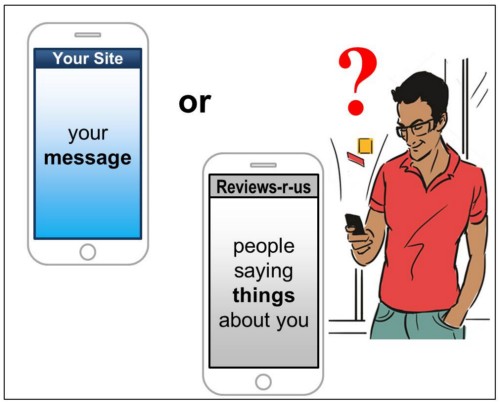 Your Site
your
message
or
?
Reviews-r-us
people
saying
things
about you